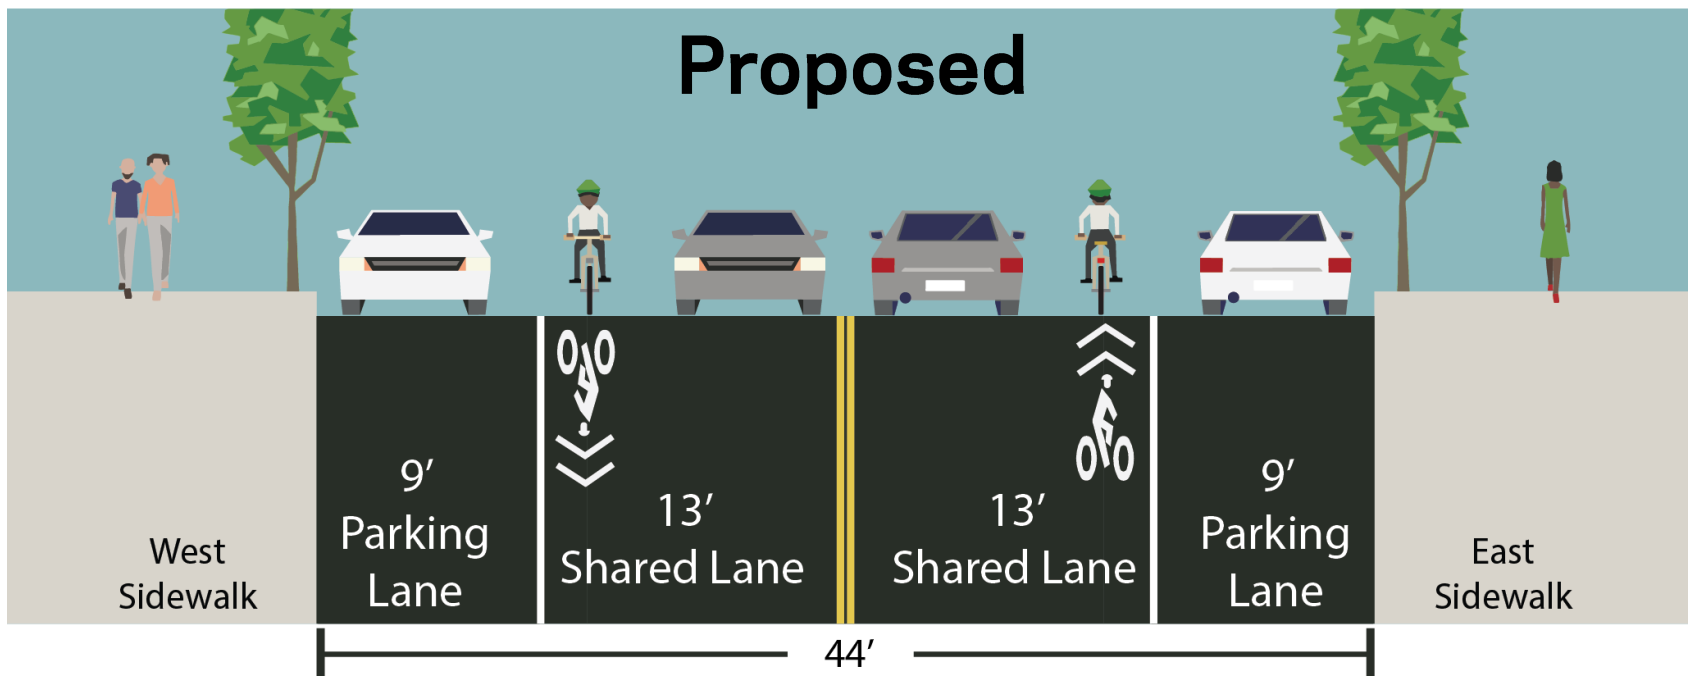 Proposed
9′
Parking
Lane
13′
Shared Lane
13′
Shared Lane
9′
Parking
Lane
West
Sidewalk
East
Sidewalk
44′